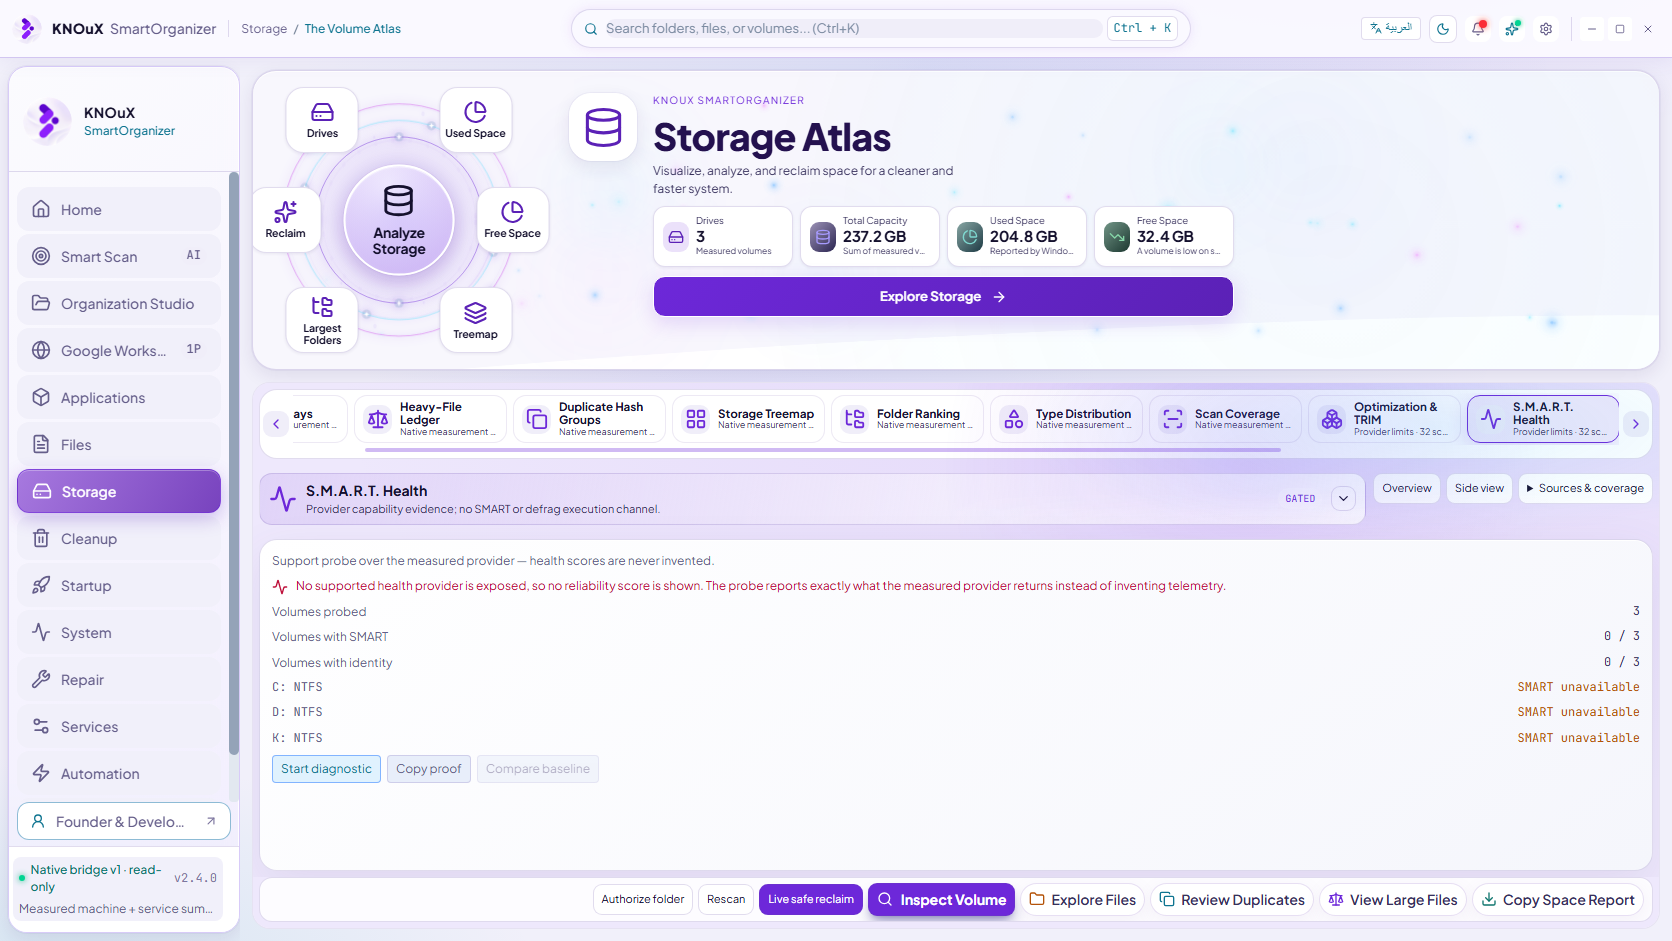 KNOuX SmartOrganizer
Storage / The Volume Atlas
Search folders, files, or volumes... (Ctrl+K)
Ctrl + K
العربية
KNOuX
SmartOrganizer
Home
Smart Scan AI
Organization Studio
Google Works... 1P
Applications
Files
Storage
Cleanup
Startup
System
Repair
Services
Automation
Founder & Develo...
Native bridge v1 · read-only
v2.4.0
Measured machine + service sum...
Drives
Used Space
Reclaim
Analyze Storage
Free Space
Largest Folders
Treemap
KNOUX SMARTORGANIZER
Storage Atlas
Visualize, analyze, and reclaim space for a cleaner and
faster system.
Drives
3
Measured volumes
Total Capacity
237.2 GB
Sum of measured v...
Used Space
204.8 GB
Reported by Windo...
Free Space
32.4 GB
A volume is low on s...
Explore Storage
ays
urement ...
Heavy-File Ledger
Native measurement ...
Duplicate Hash Groups
Native measurement ...
Storage Treemap
Native measurement ...
Folder Ranking
Native measurement ...
Type Distribution
Native measurement ...
Scan Coverage
Native measurement ...
Optimization & TRIM
Provider limits · 32 sc...
S.M.A.R.T. Health
Provider limits · 32 sc...
S.M.A.R.T. Health
Provider capability evidence; no SMART or defrag execution channel.
GATED
Overview
Side view
Sources & coverage
Support probe over the measured provider — health scores are never invented.
No supported health provider is exposed, so no reliability score is shown. The probe reports exactly what the measured provider returns instead of inventing telemetry.
Volumes probed 3
Volumes with SMART 0 / 3
Volumes with identity 0 / 3
C: NTFS SMART unavailable
D: NTFS SMART unavailable
K: NTFS SMART unavailable
Start diagnostic
Copy proof
Compare baseline
Authorize folder
Rescan
Live safe reclaim
Inspect Volume
Explore Files
Review Duplicates
View Large Files
Copy Space Report